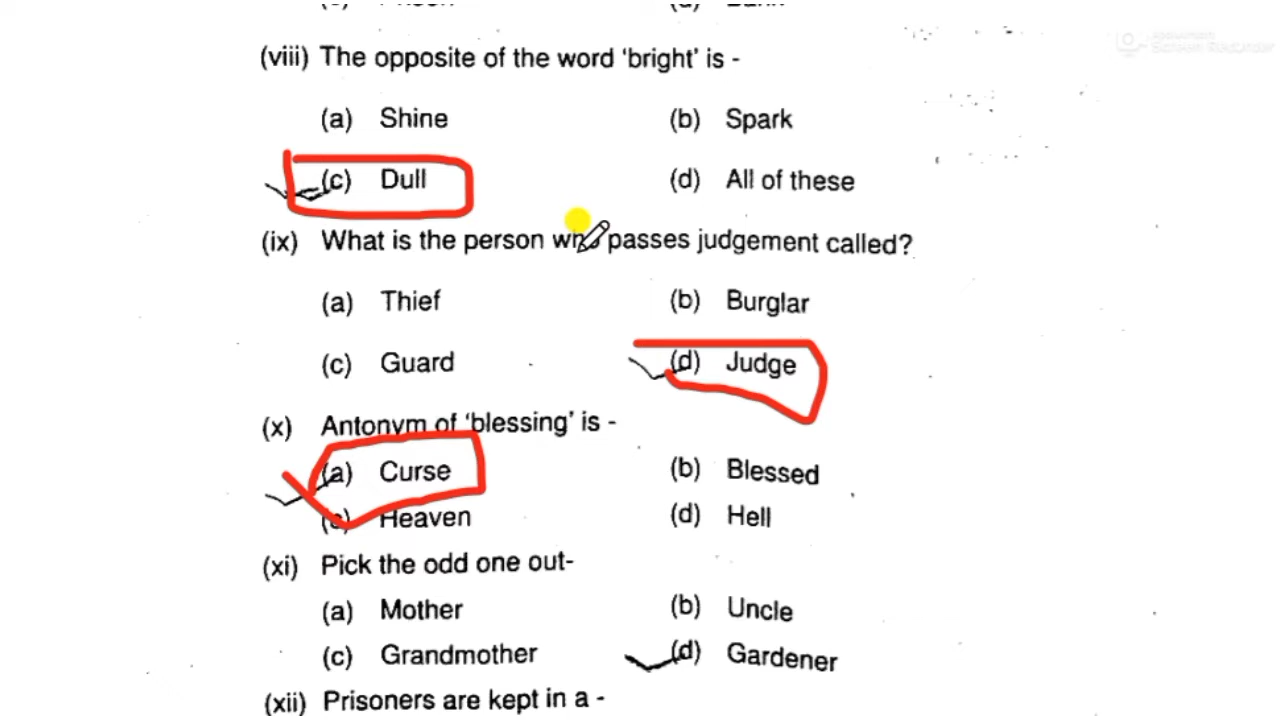 (viii) The opposite of the word 'bright' is -
(a) Shine (b) Spark
(c) Dull (d) All of these
(ix) What is the person who passes judgement called?
(a) Thief (b) Burglar
(c) Guard (d) Judge
(x) Antonym of 'blessing' is -
(a) Curse (b) Blessed
(c) Heaven (d) Hell
(xi) Pick the odd one out-
(a) Mother (b) Uncle
(c) Grandmother (d) Gardener
(xii) Prisoners are kept in a -
Screen Recorder